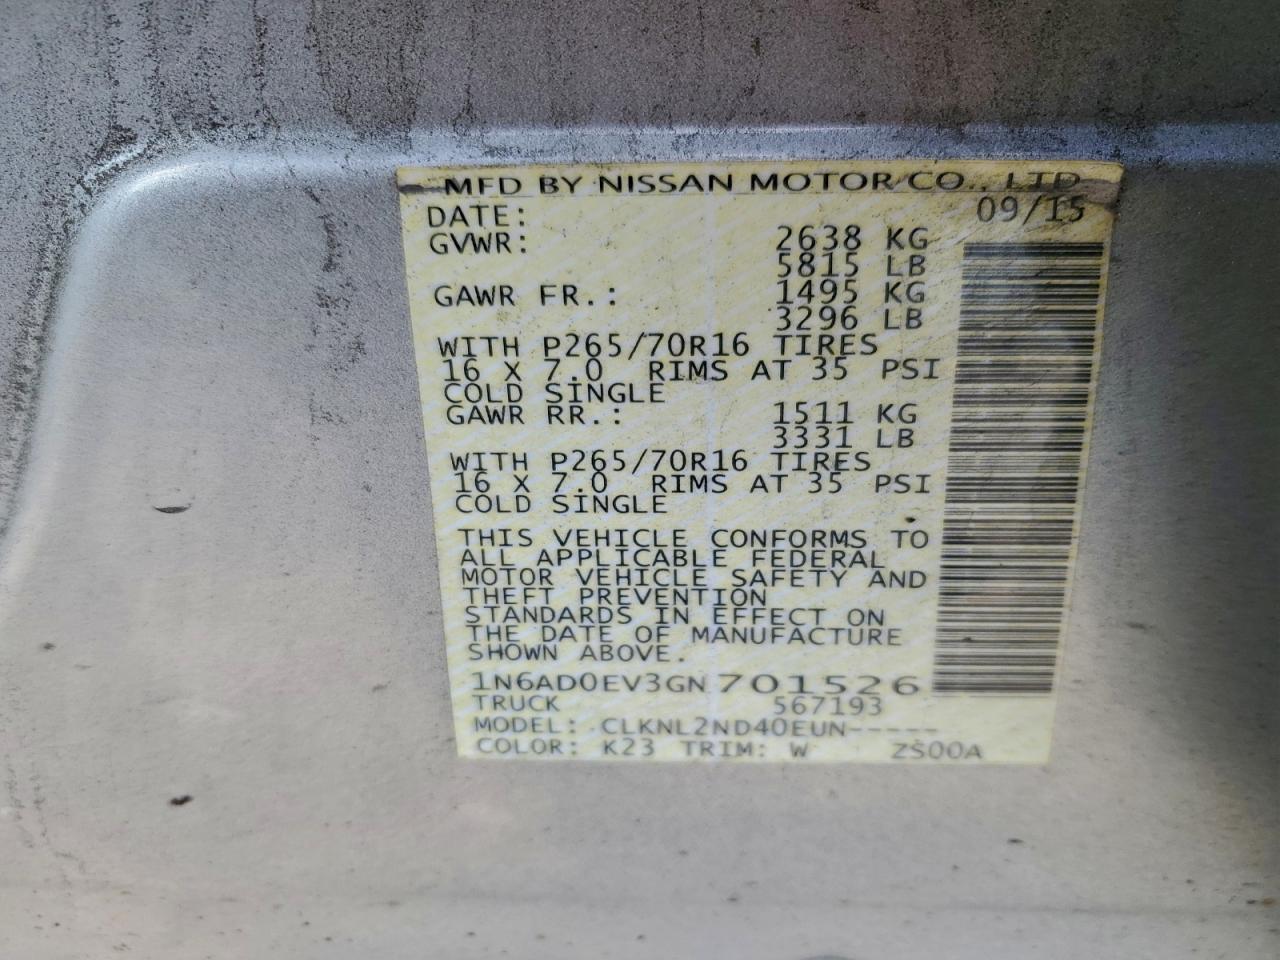 MFD BY NISSAN MOTOR CO., LTD
DATE: 09/15
GVWR: 2638 KG
5815 LB
GAWR FR.: 1495 KG
3296 LB
WITH P265/70R16 TIRES
16 X 7.0 RIMS AT 35 PSI
COLD SINGLE
GAWR RR.: 1511 KG
3331 LB
WITH P265/70R16 TIRES
16 X 7.0 RIMS AT 35 PSI
COLD SINGLE
THIS VEHICLE CONFORMS TO
ALL APPLICABLE FEDERAL
MOTOR VEHICLE SAFETY AND
THEFT PREVENTION
STANDARDS IN EFFECT ON
THE DATE OF MANUFACTURE
SHOWN ABOVE.
1N6AD0EV3GN701526
TRUCK 567193
MODEL: CLKNL2ND40EUN-----
COLOR: K23 TRIM: W ZS00A